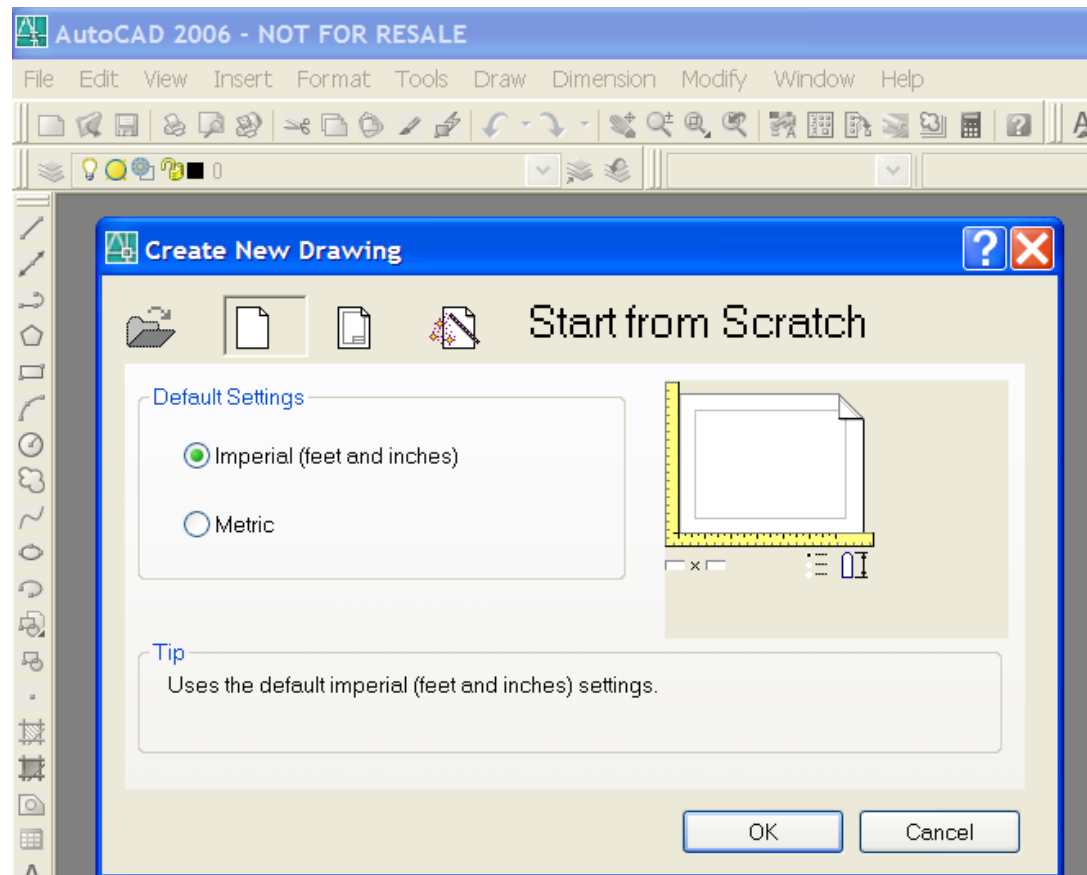 AutoCAD 2006 - NOT FOR RESALE
File Edit View Insert Format Tools Draw Dimension Modify Window Help
0
Create New Drawing
Start from Scratch
Default Settings
Imperial (feet and inches)
Metric
Tip
Uses the default imperial (feet and inches) settings.
OK Cancel